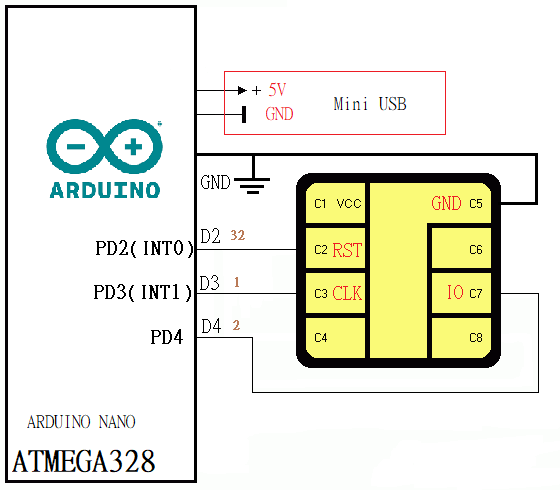 + 5V
GND
Mini USB
ARDUINO
GND
C1 VCC
GND C5
PD2(INT0)
D2 32
C2 RST
C6
PD3(INT1)
D3 1
C3 CLK
IO C7
PD4
D4 2
C4
C8
ARDUINO NANO
ATMEGA328